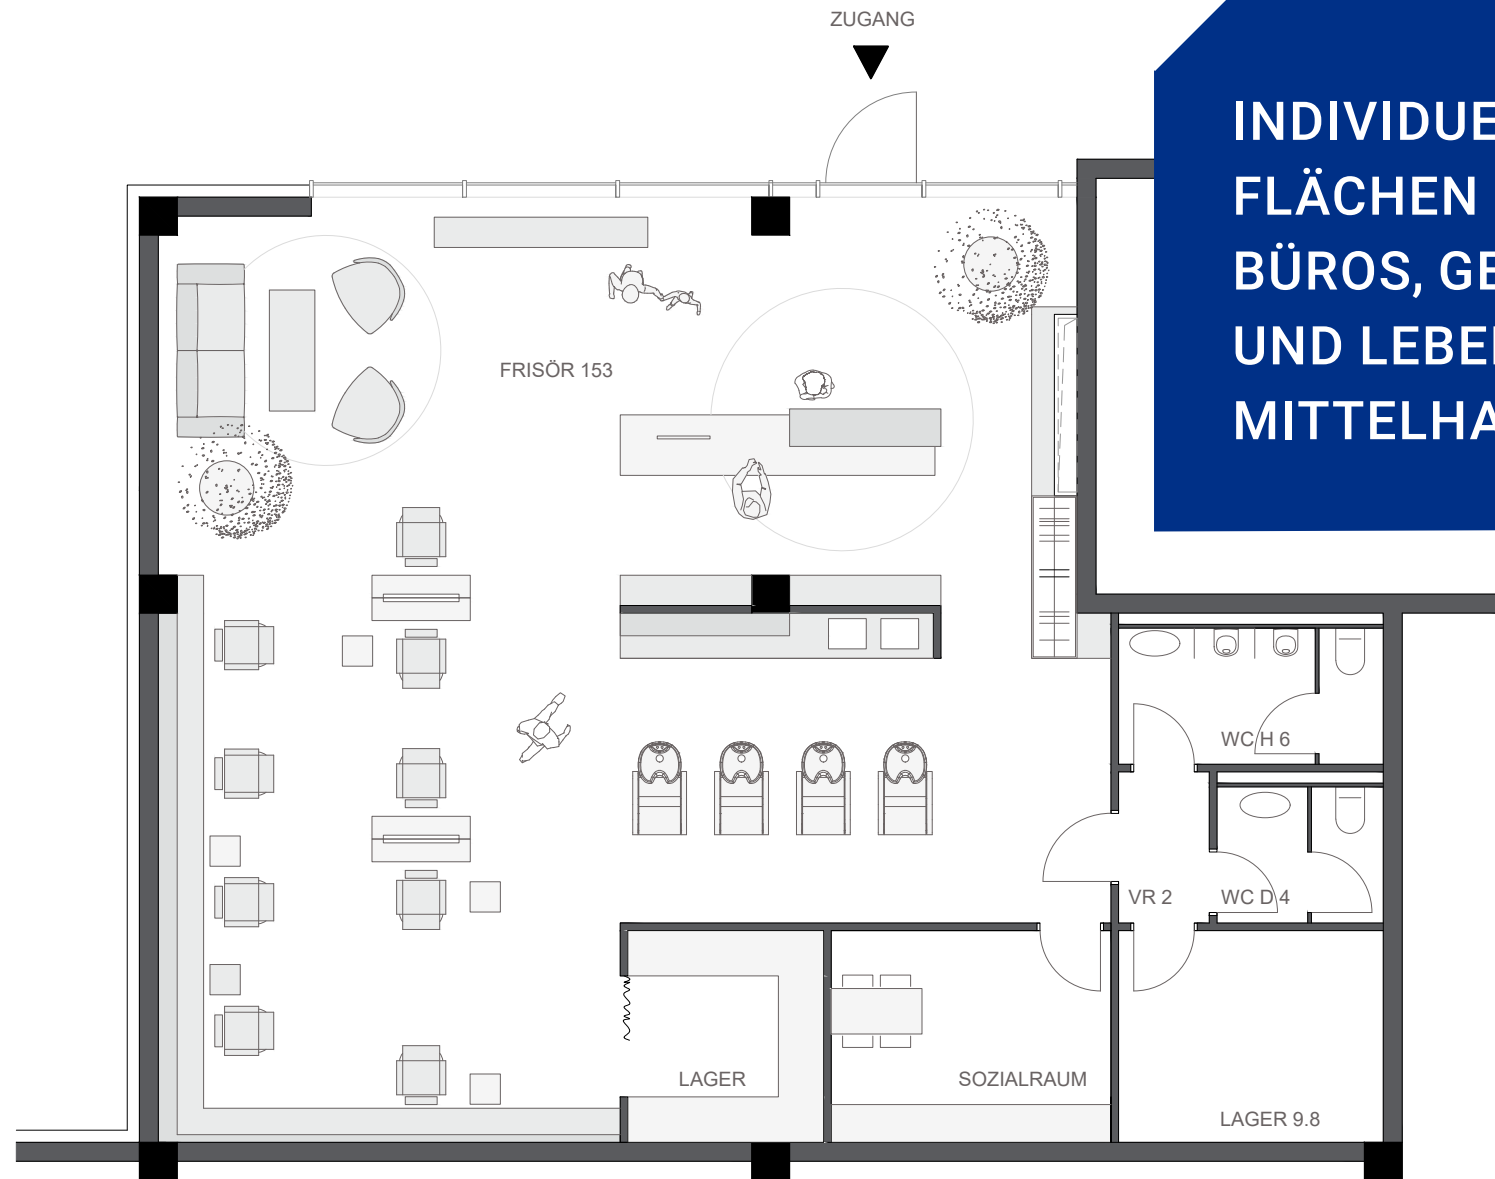 ZUGANG
INDIVIDUE
FLÄCHEN
BÜROS, GE
UND LEBE
MITTELHA
FRISÖR 153
WC H 6
VR 2
WC D 4
LAGER
SOZIALRAUM
LAGER 9.8